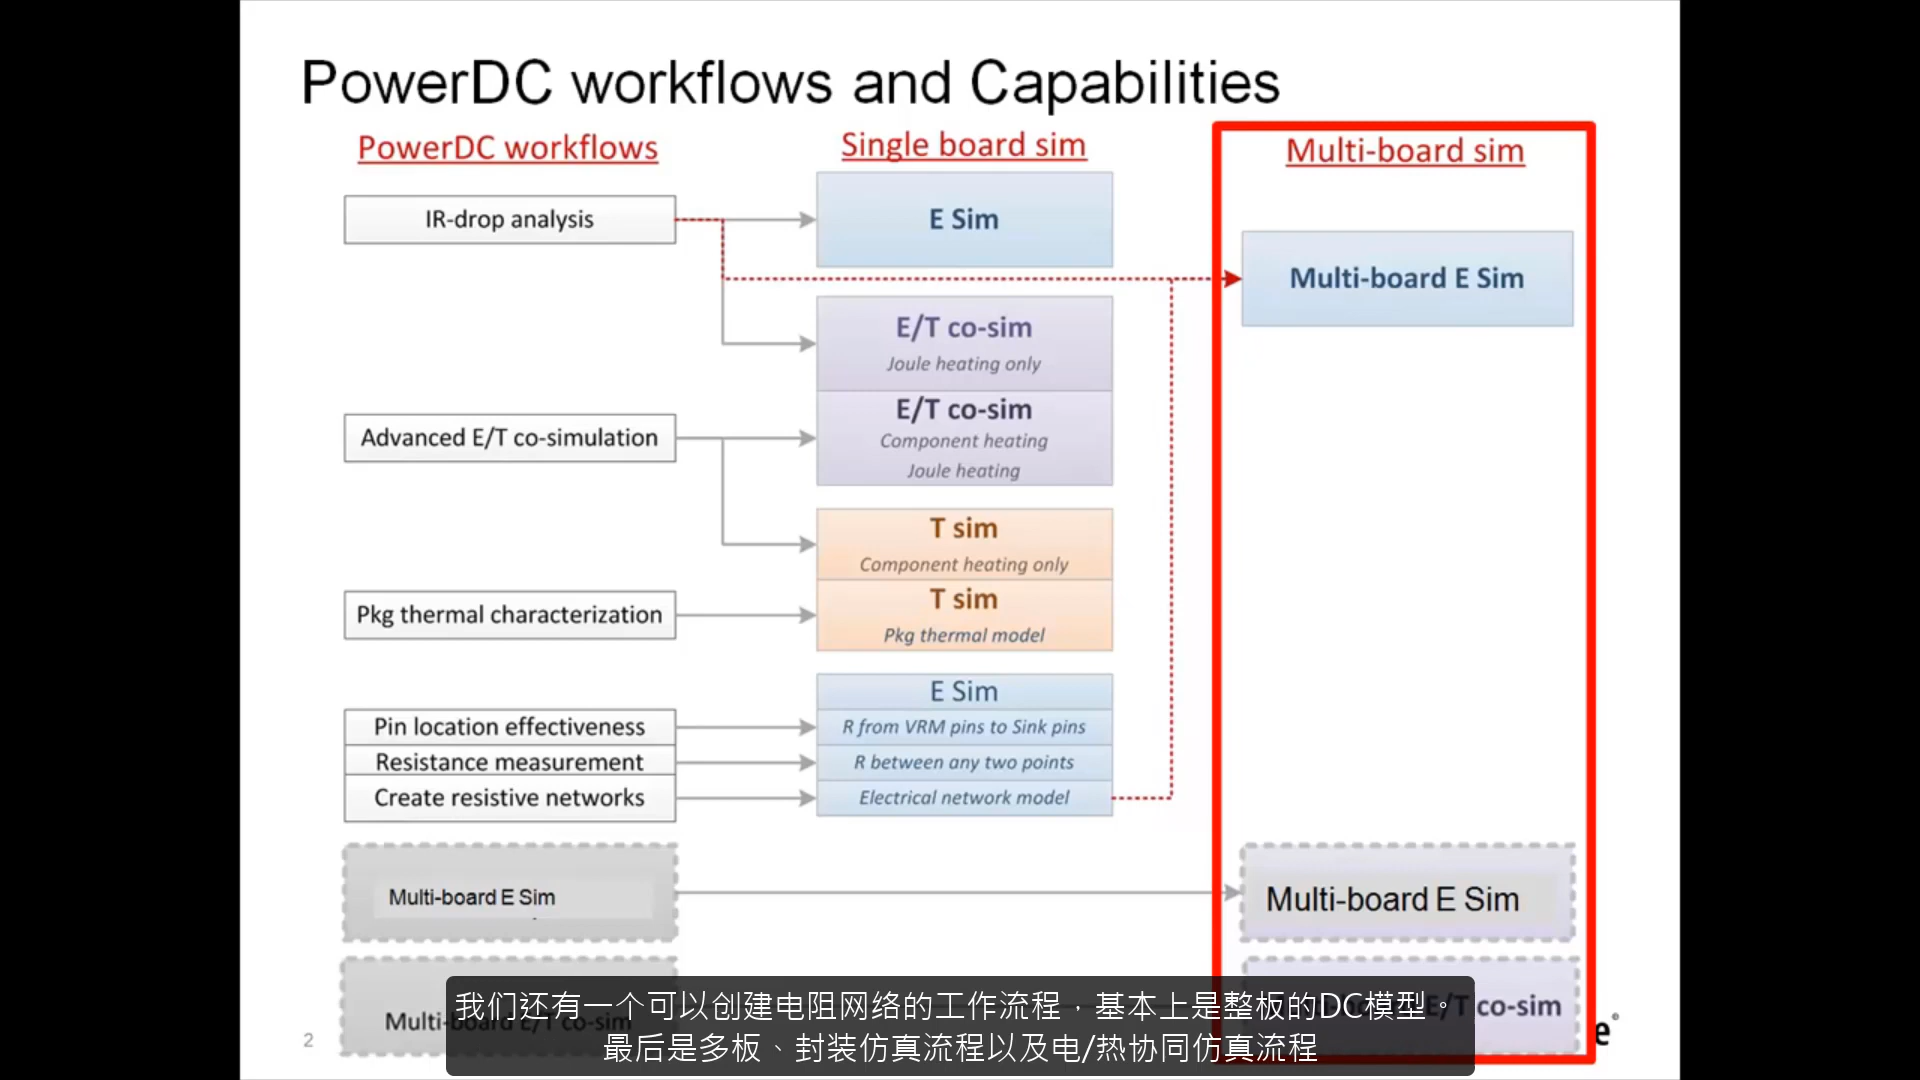 PowerDC workflows and Capabilities
PowerDC workflows
Single board sim
Multi-board sim
IR-drop analysis
E Sim
Multi-board E Sim
E/T co-sim
Joule heating only
Advanced E/T co-simulation
E/T co-sim
Component heating
Joule heating
T sim
Component heating only
Pkg thermal characterization
T sim
Pkg thermal model
E Sim
Pin location effectiveness
R from VRM pins to Sink pins
Resistance measurement
R between any two points
Create resistive networks
Electrical network model
Multi-board E Sim
Multi-board E Sim
Multi-board E/T co-sim
E/T co-sim
2
我们还有一个可以创建电阻网络的工作流程，基本上是整板的DC模型。
最后是多板、封装仿真流程以及电/热协同仿真流程